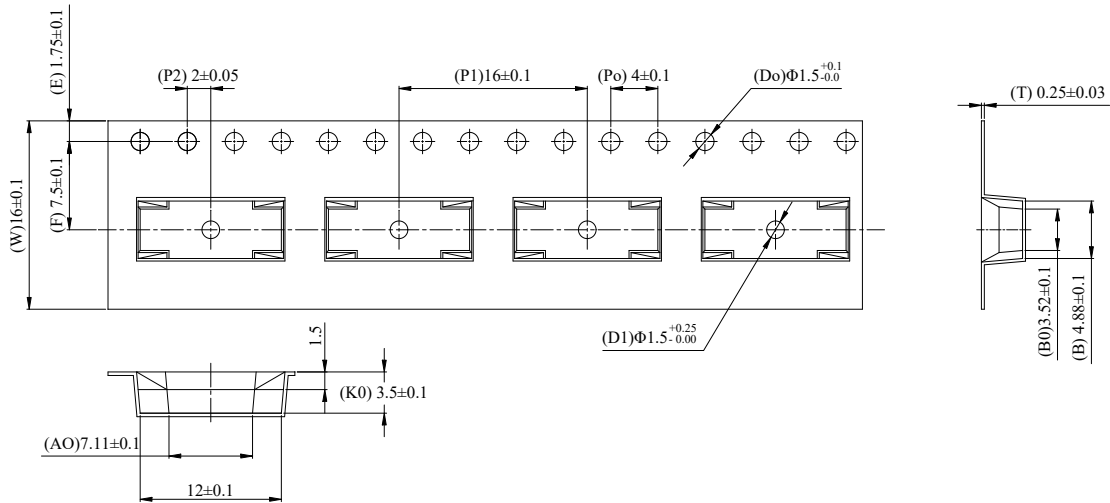 (E) 1.75±0.1
(P2) 2±0.05
(P1)16±0.1
(Po) 4±0.1
(Do)Φ1.5+0.1
-0.0
(T) 0.25±0.03
(W)16±0.1
(F) 7.5±0.1
(D1)Φ1.5+0.25
- 0.00
(B0)3.52±0.1
(B) 4.88±0.1
1.5
(K0) 3.5±0.1
(AO)7.11±0.1
12±0.1